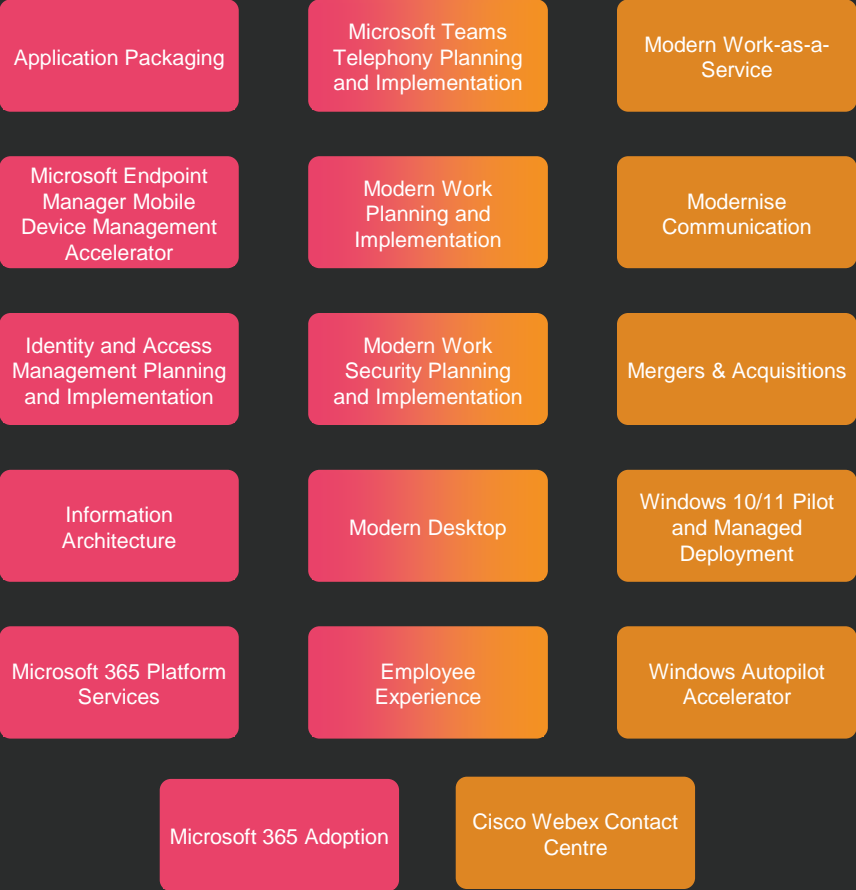 Application Packaging
Microsoft Teams
Telephony Planning
and Implementation
Modern Work-as-a-
Service
Microsoft Endpoint
Manager Mobile
Device Management
Accelerator
Modern Work
Planning and
Implementation
Modernise
Communication
Identity and Access
Management Planning
and Implementation
Modern Work
Security Planning
and Implementation
Mergers & Acquisitions
Information
Architecture
Modern Desktop
Windows 10/11 Pilot
and Managed
Deployment
Microsoft 365 Platform
Services
Employee
Experience
Windows Autopilot
Accelerator
Microsoft 365 Adoption
Cisco Webex Contact
Centre